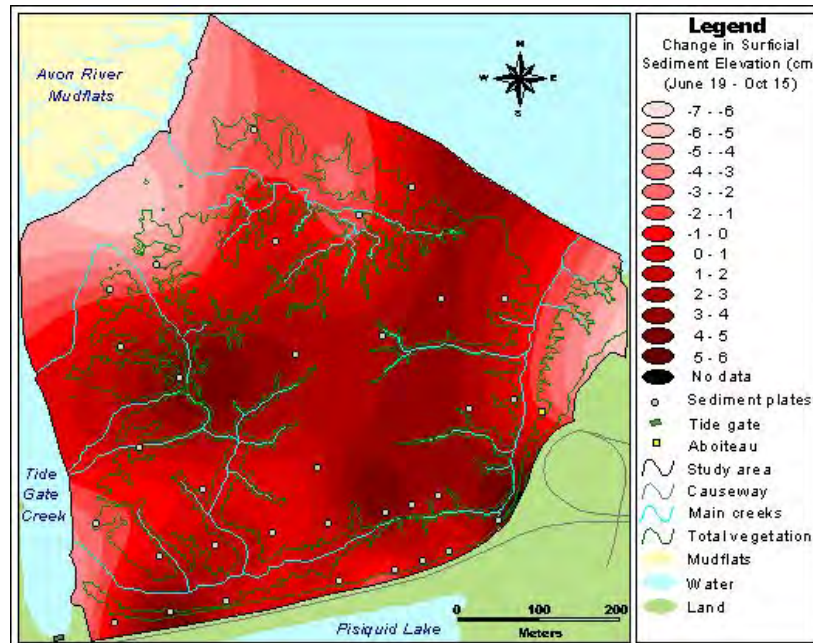 Avon River
Mudflats
N
W E
S
Tide
Gate
Creek
Pisiquid Lake
0 100 200
Meters
Legend
Change in Surficial
Sediment Elevation (cm)
(June 19 - Oct 15)
-7 - -6
-6 - -5
-5 - -4
-4 - -3
-3 - -2
-2 - -1
-1 - 0
0 - 1
1 - 2
2 - 3
3 - 4
4 - 5
5 - 6
No data
Sediment plates
Tide gate
Aboiteau
Study area
Causeway
Main creeks
Total vegetation
Mudflats
Water
Land